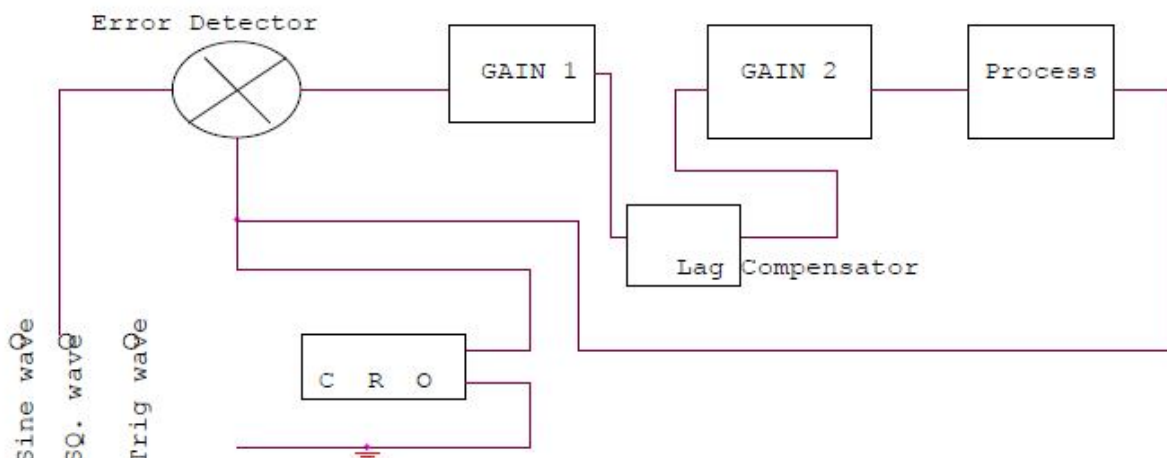 Error Detector
GAIN 1
GAIN 2
Process
Lag Compensator
C R O
Sine wave
SQ. wave
Trig wave